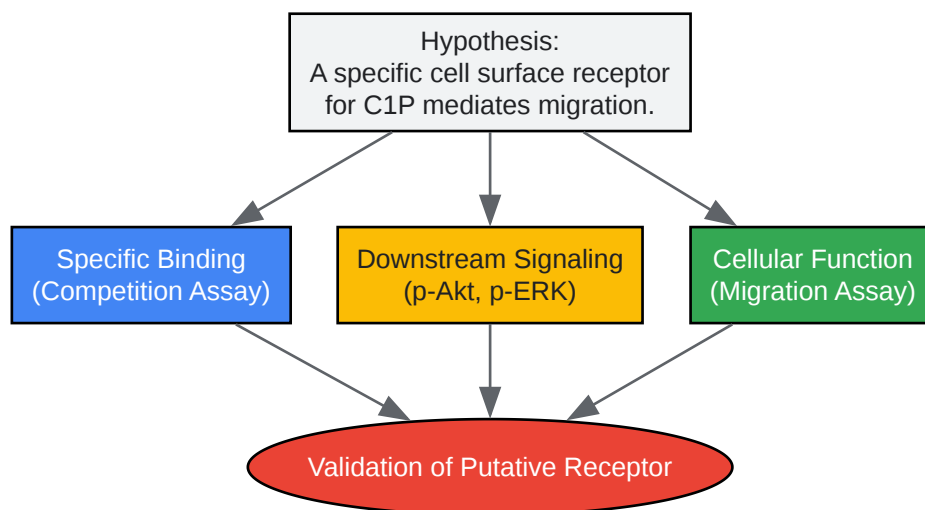 Hypothesis:
A specific cell surface receptor
for C1P mediates migration.
Specific Binding
(Competition Assay)
Downstream Signaling
(p-Akt, p-ERK)
Cellular Function
(Migration Assay)
Validation of Putative Receptor